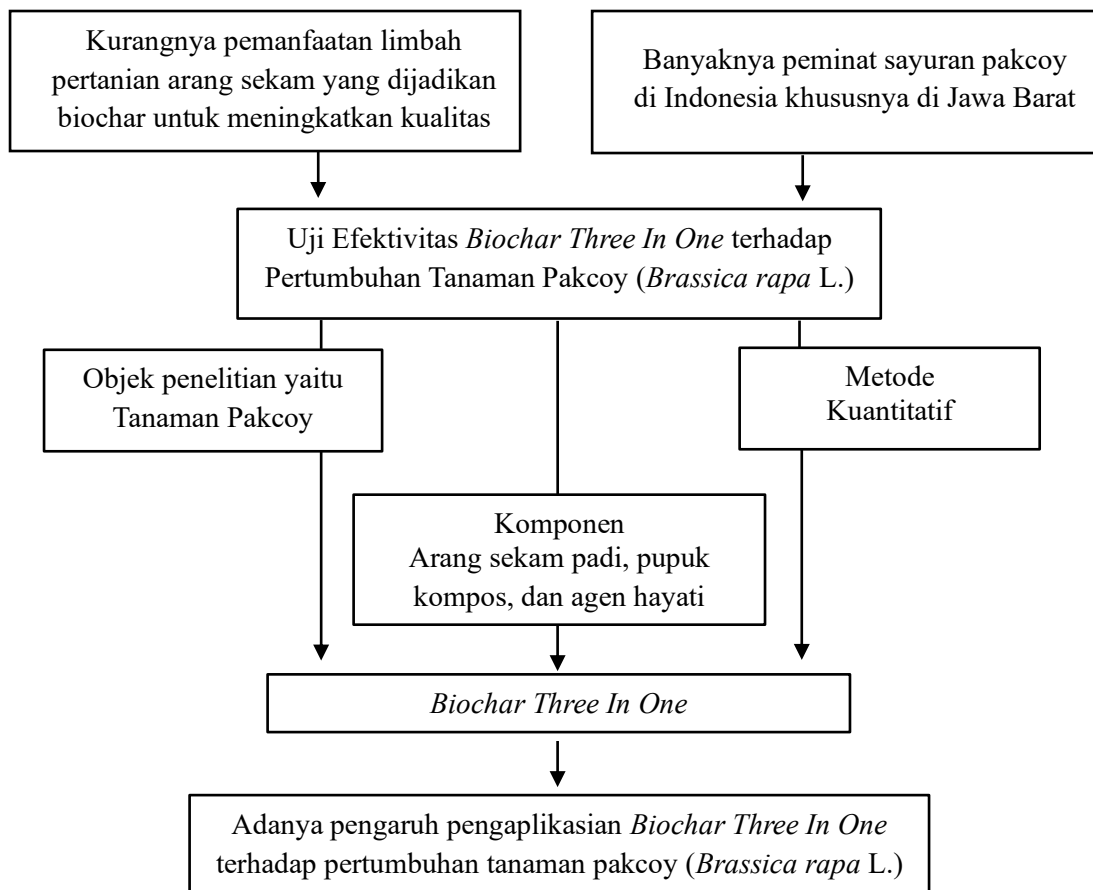 Kurangnya pemanfaatan limbah
pertanian arang sekam yang dijadikan
biochar untuk meningkatkan kualitas
Banyaknya peminat sayuran pakcoy
di Indonesia khususnya di Jawa Barat
Uji Efektivitas Biochar Three In One terhadap
Pertumbuhan Tanaman Pakcoy (Brassica rapa L.)
Objek penelitian yaitu
Tanaman Pakcoy
Metode
Kuantitatif
Komponen
Arang sekam padi, pupuk
kompos, dan agen hayati
Biochar Three In One
Adanya pengaruh pengaplikasian Biochar Three In One
terhadap pertumbuhan tanaman pakcoy (Brassica rapa L.)